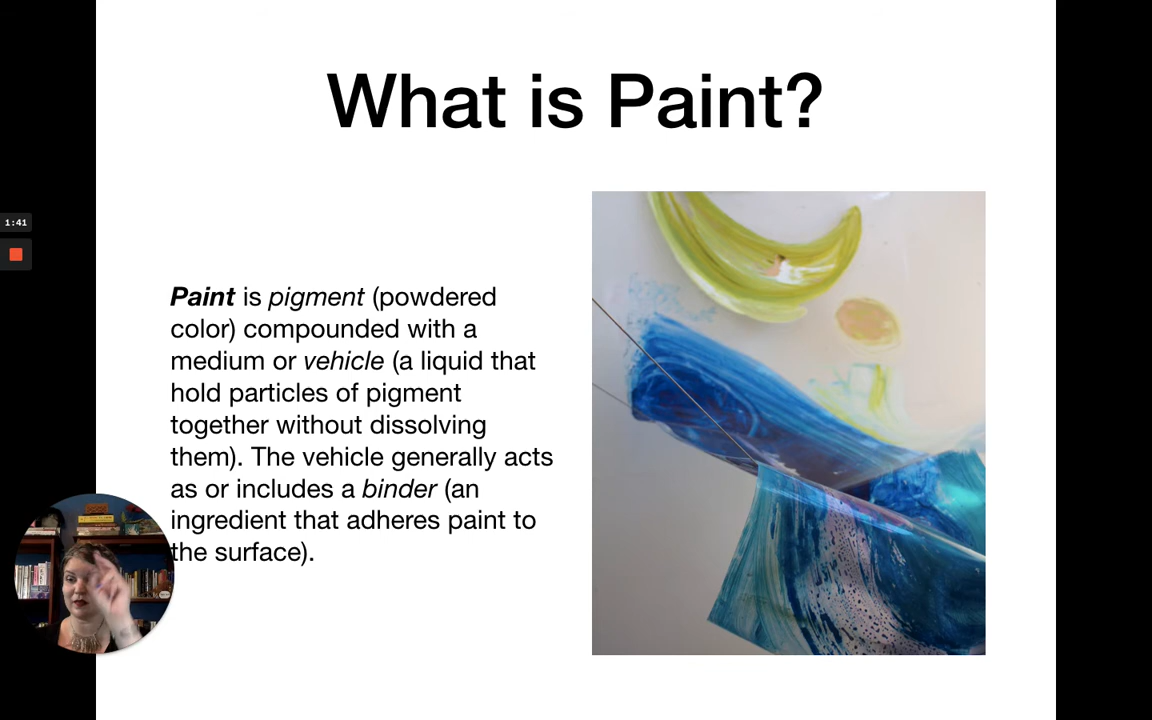 What is Paint?
1:41
Paint is pigment (powdered
color) compounded with a
medium or vehicle (a liquid that
hold particles of pigment
together without dissolving
them). The vehicle generally acts
as or includes a binder (an
ingredient that adheres paint to
the surface).